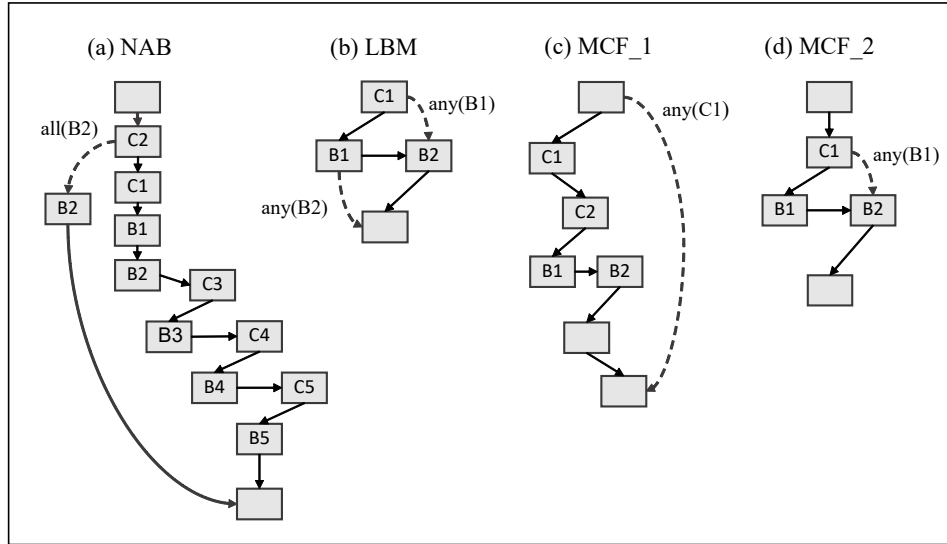 (a) NAB
(b) LBM
(c) MCF_1
(d) MCF_2
all(B2)
C2
B2
C1
B1
B2
C3
B3
C4
B4
C5
B5
C1
any(B1)
B1
B2
any(B2)
any(C1)
C1
C2
B1
B2
C1
any(B1)
B1
B2